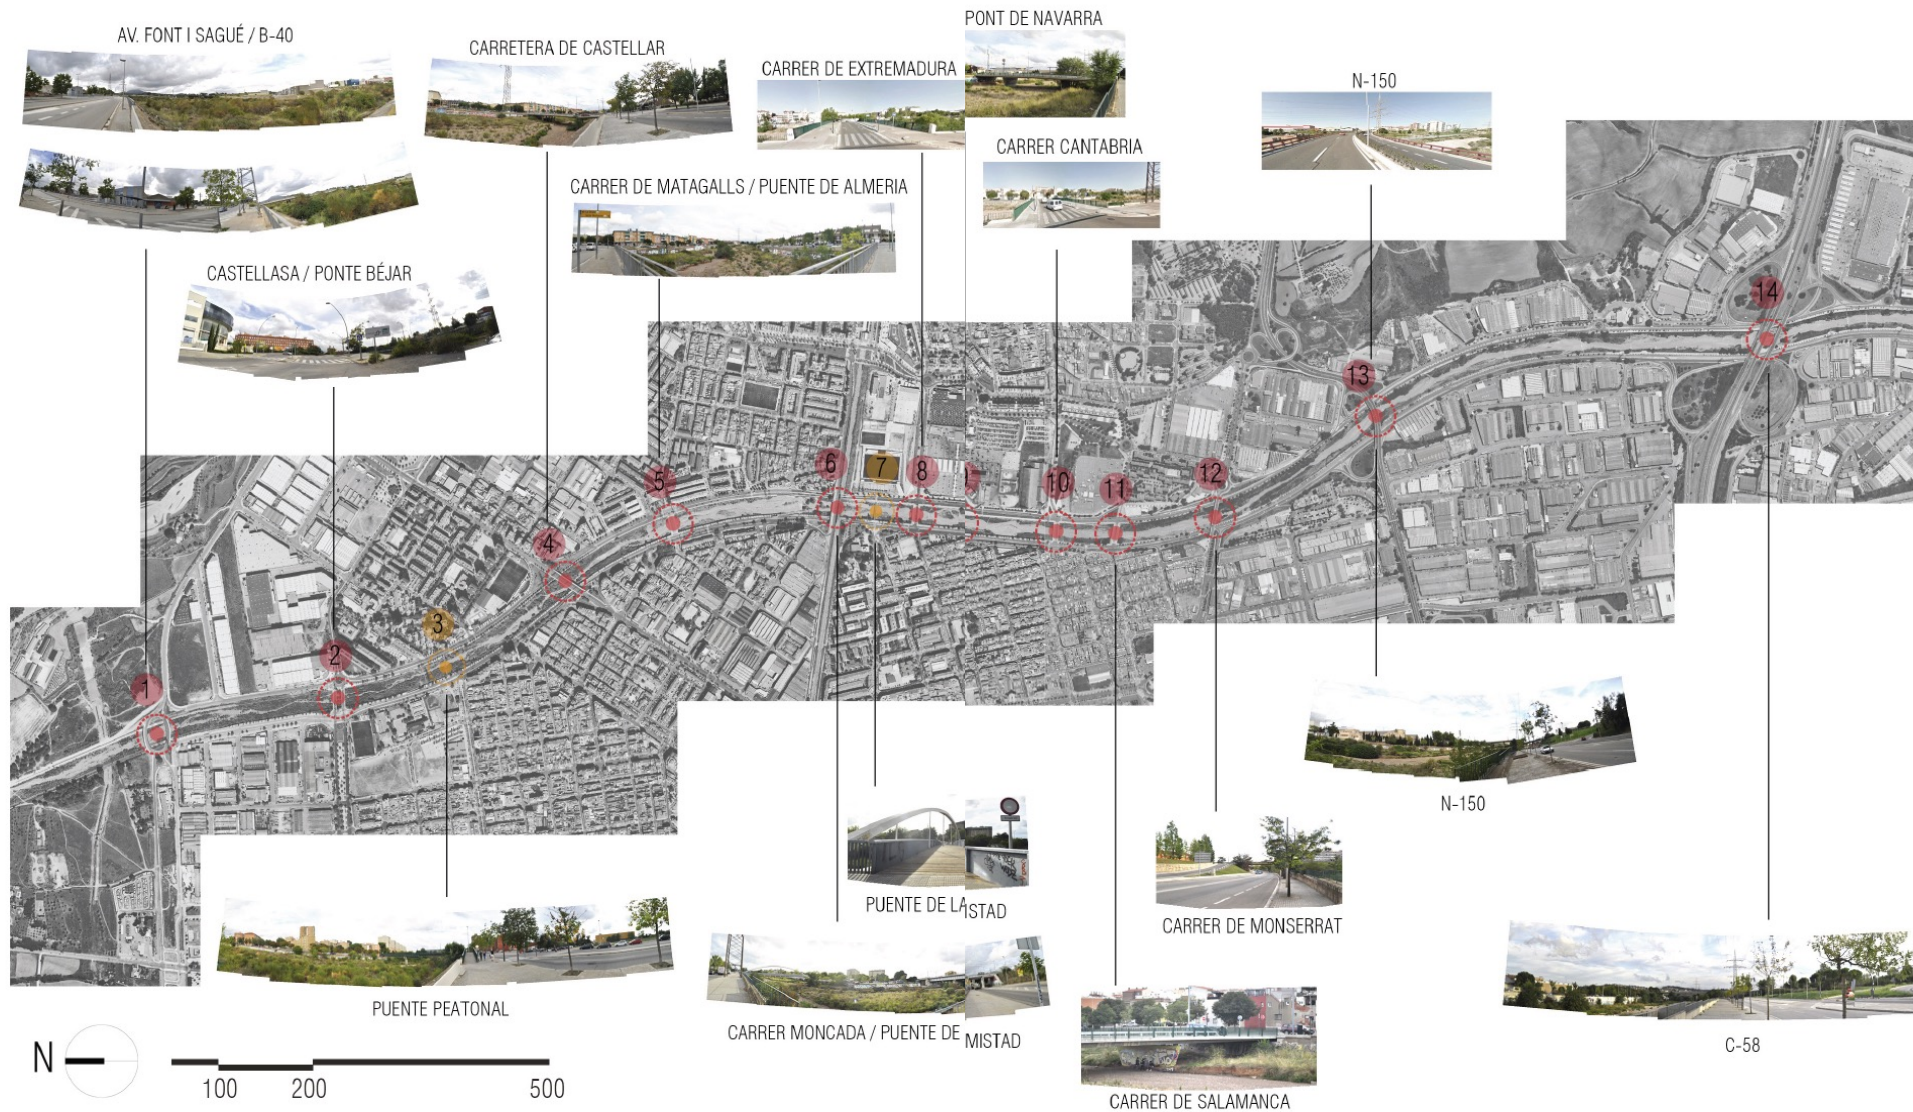 PONT DE NAVARRA
AV. FONT I SAGUÉ / B-40
CARRETERA DE CASTELLAR
CARRER DE EXTREMADURA
N-150
CARRER CANTABRIA
CARRER DE MATAGALLS / PUENTE DE ALMERIA
CASTELLASA / PONTE BÉJAR
14
13
12
11
10
8
7
6
5
4
3
2
1
N-150
PUENTE DE LA
ISTAD
CARRER DE MONSERRAT
PUENTE PEATONAL
CARRER MONCADA / PUENTE DE
MISTAD
C-58
CARRER DE SALAMANCA
N
100 200 500